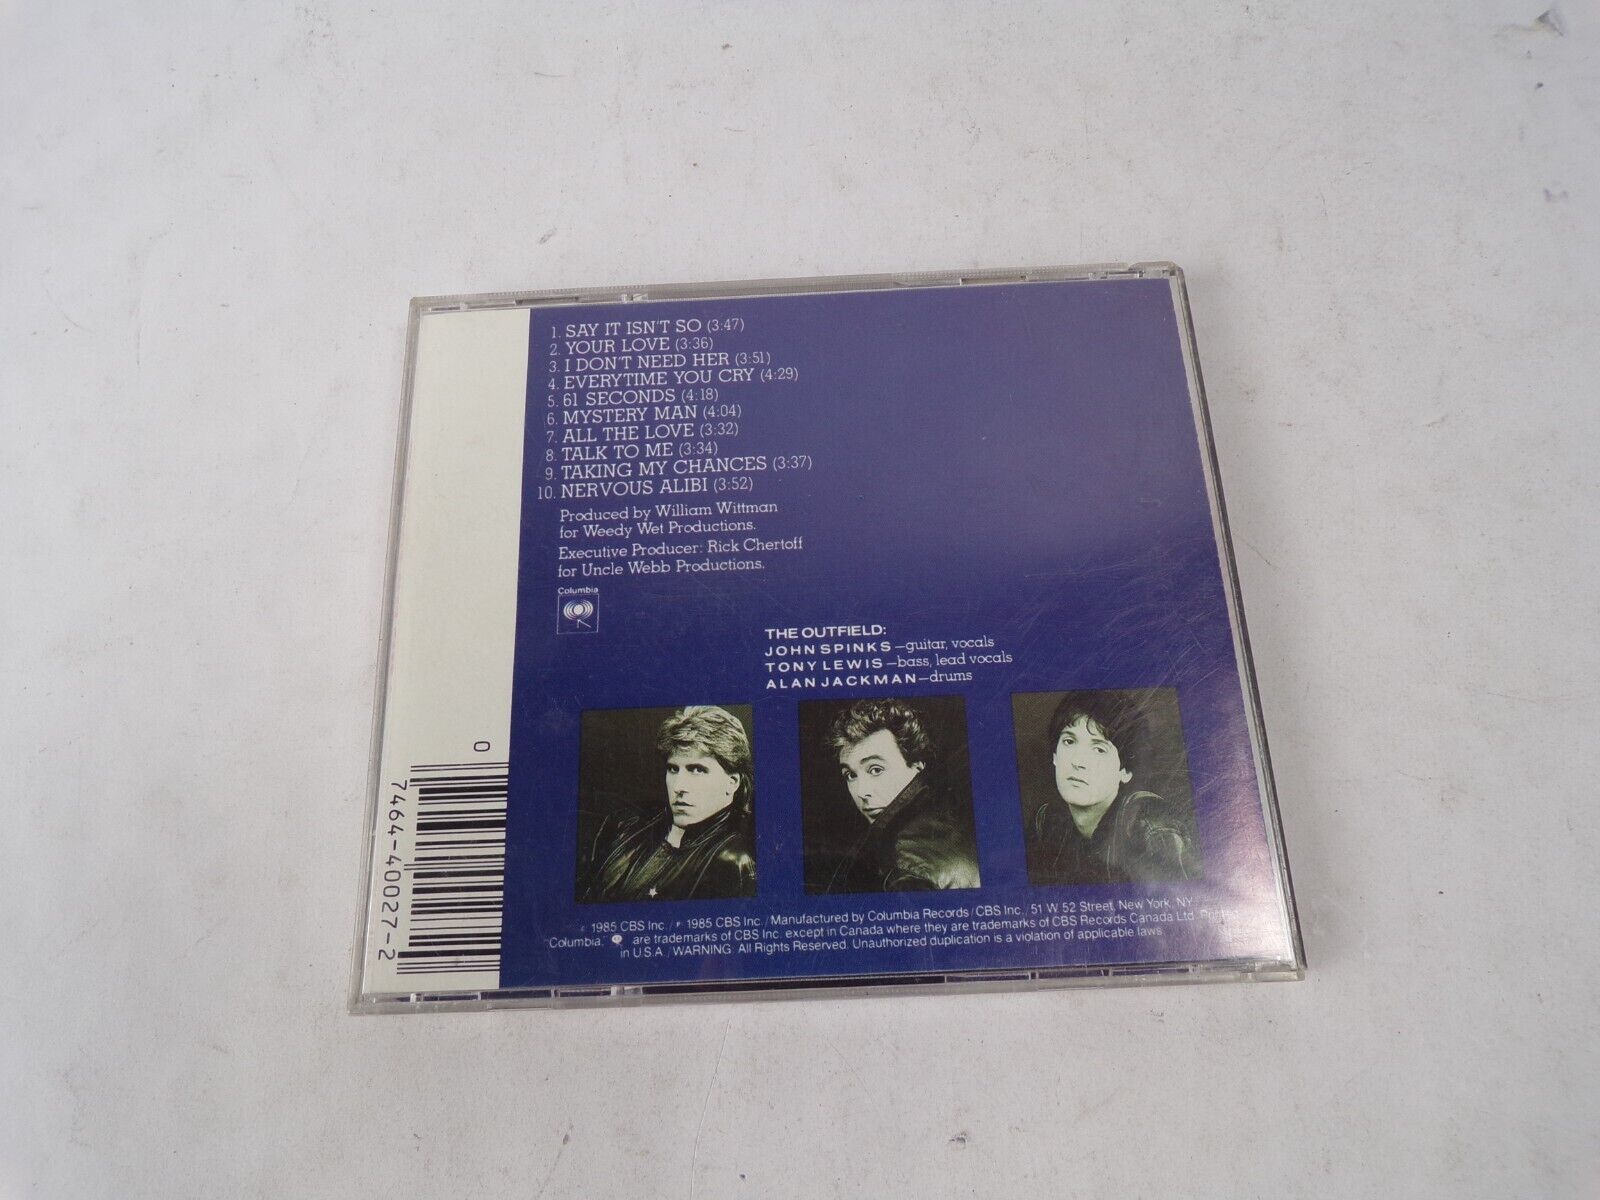 1. SAY IT ISN'T SO (3:47)
2. YOUR LOVE (3:36)
3. I DON'T NEED HER (3:51)
4. EVERYTIME YOU CRY (4:29)
5. 61 SECONDS (4:18)
6. MYSTERY MAN (4:04)
7. ALL THE LOVE (3:32)
8. TALK TO ME (3:34)
9. TAKING MY CHANCES (3:37)
10. NERVOUS ALIBI (3:52)
Produced by William Wittman
for Weedy Wet Productions.
Executive Producer: Rick Chertoff
for Uncle Webb Productions.
Columbia
THE OUTFIELD:
JOHN SPINKS—guitar, vocals
TONY LEWIS—bass, lead vocals
ALAN JACKMAN—drums
0
7464-40027-2
© 1985 CBS Inc./℗ 1985 CBS Inc./Manufactured by Columbia Records/CBS Inc./51 W. 52 Street, New York, NY
"Columbia," are trademarks of CBS Inc. except in Canada where they are trademarks of CBS Records Canada Ltd. Printed
in U.S.A./WARNING: All Rights Reserved. Unauthorized duplication is a violation of applicable laws.